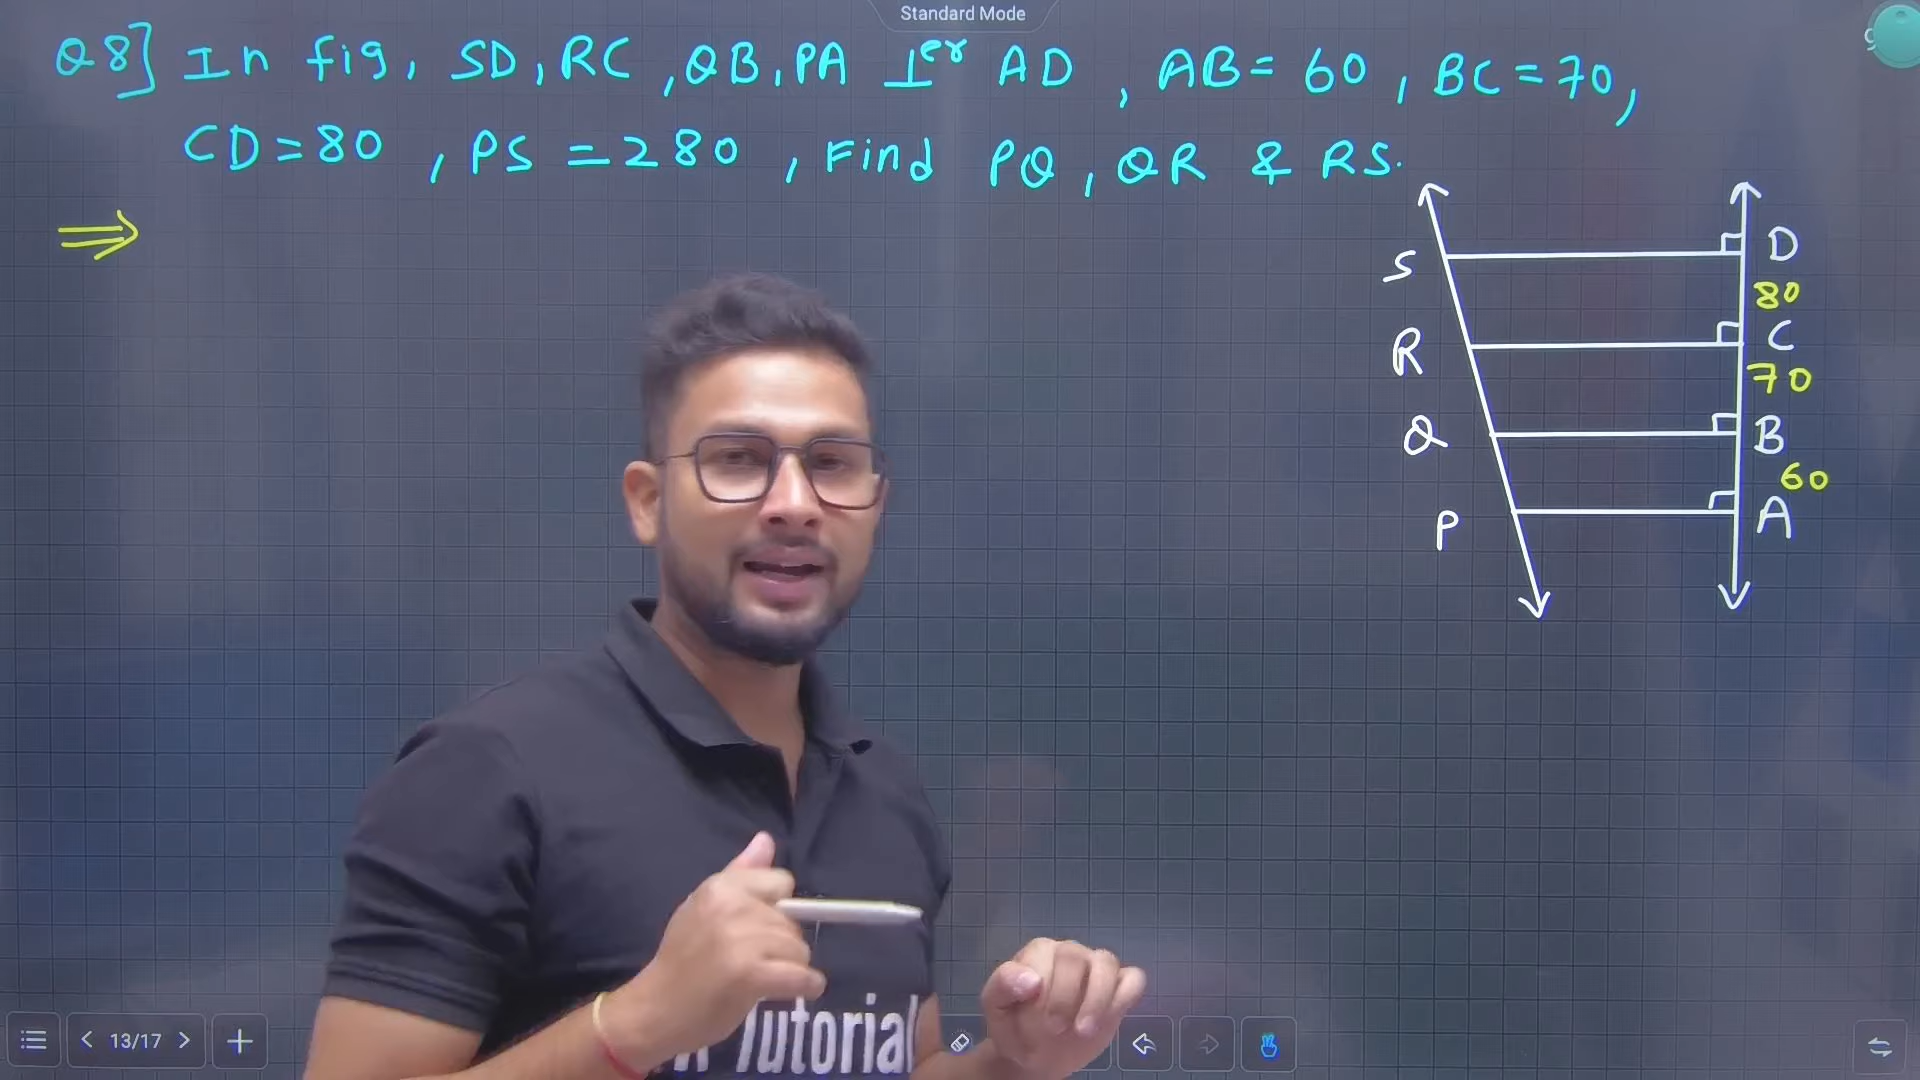 Standard Mode
Q8] In fig, SD, RC, QB, PA ⊥er AD, AB = 60, BC = 70,
CD = 80, PS = 280, Find PQ, QR & RS.
⇒
S
D
80
R
C
70
Q
B
60
P
A
Tutorial
13/17